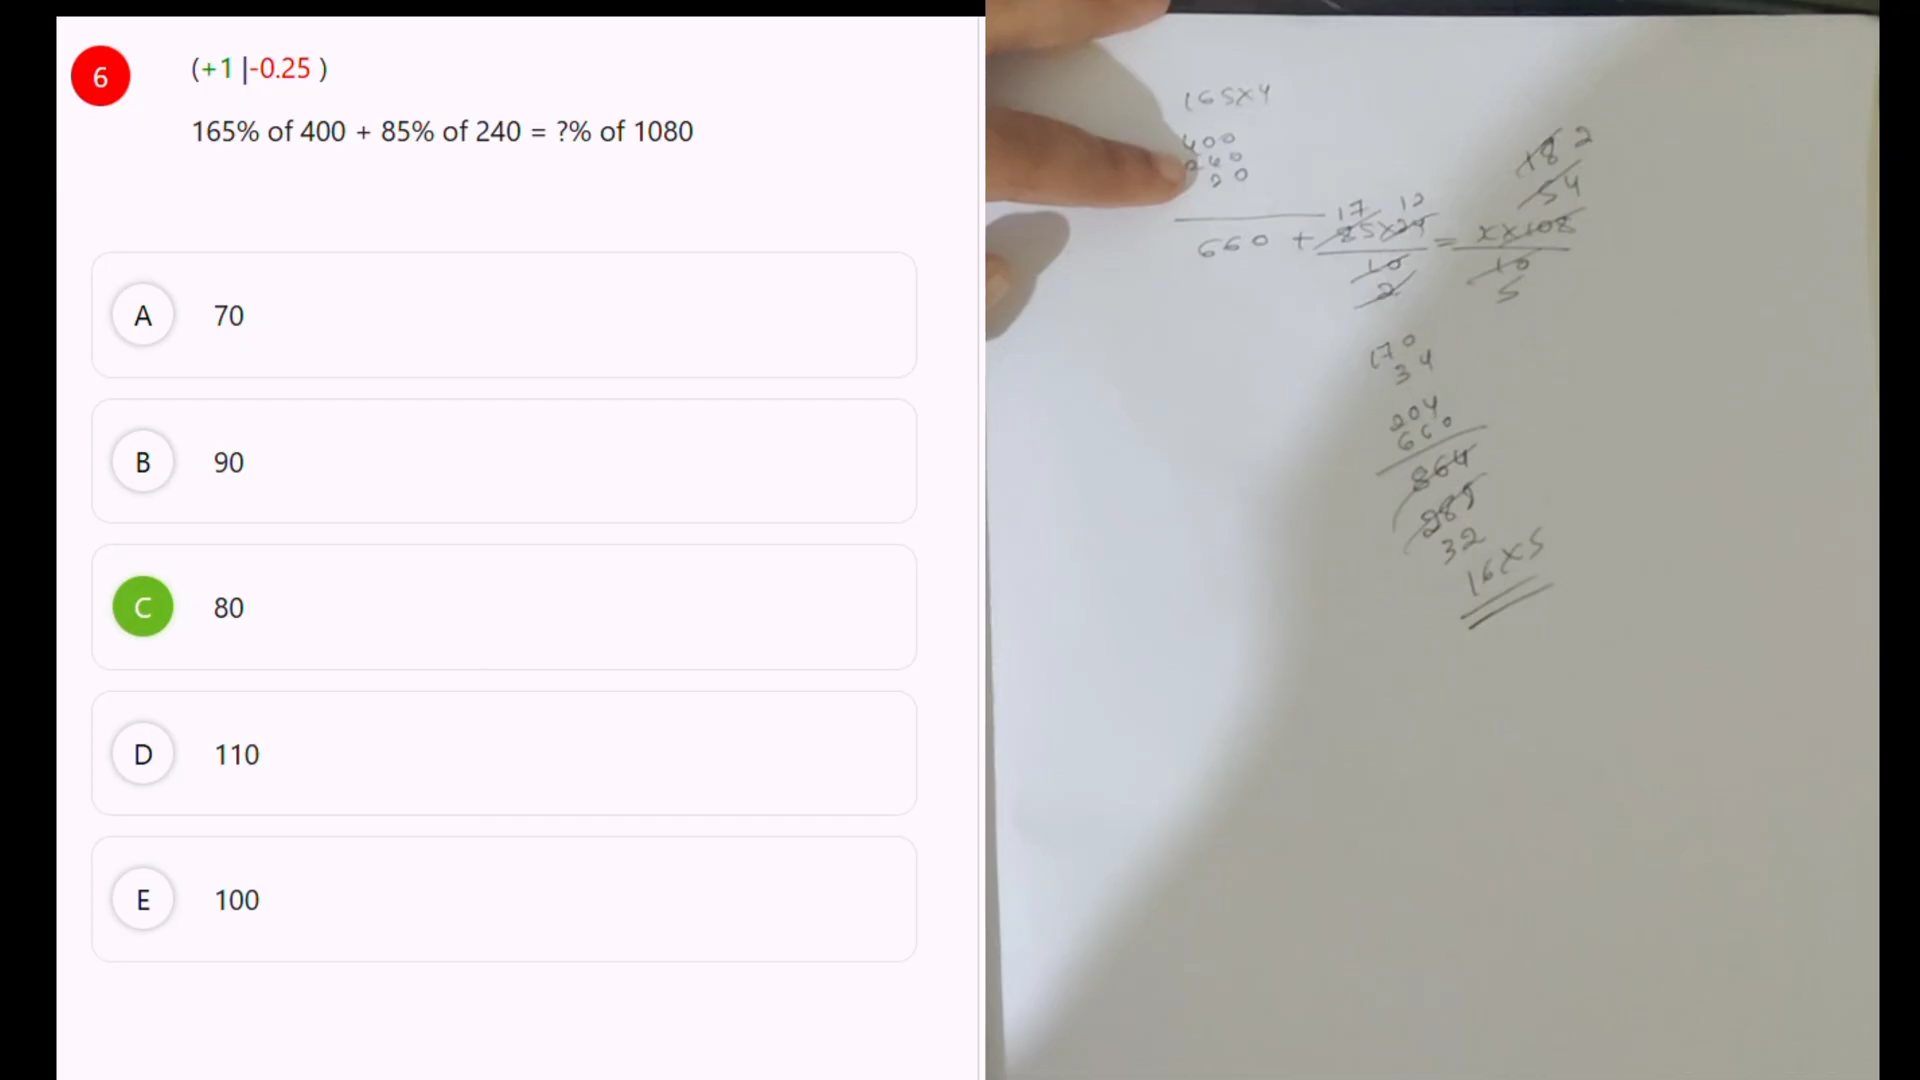 6
(+1 |-0.25 )
165% of 400 + 85% of 240 = ?% of 1080
A 70
B 90
C 80
D 110
E 100
165×4
400
240
20
17 12
660 + 85×24 = x×108
10 10
2 5
18 2
54
170
34
204
660
864
288
32
16×5